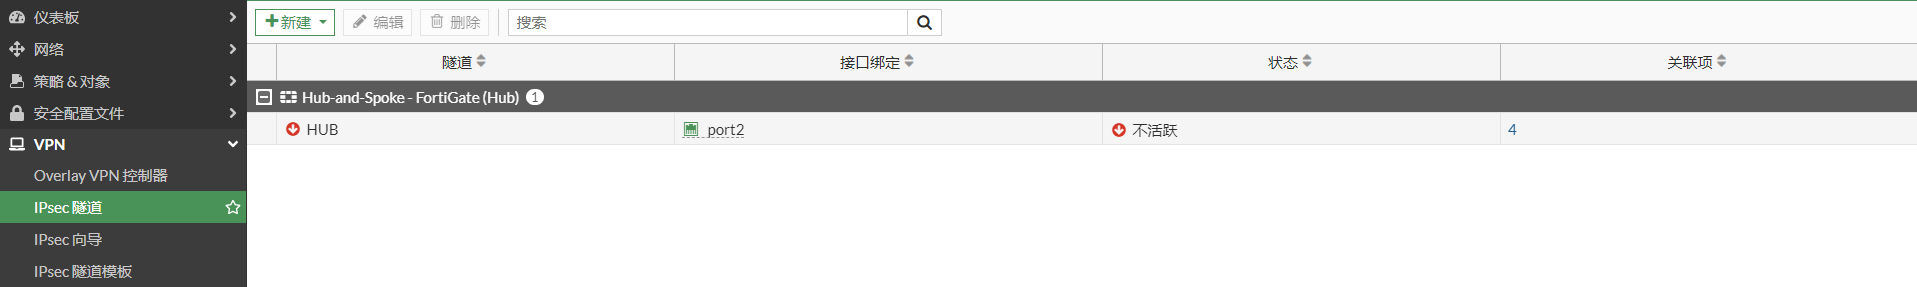 仪表板
网络
策略 & 对象
安全配置文件
VPN
Overlay VPN 控制器
IPsec 隧道
IPsec 向导
IPsec 隧道模板
新建 编辑 删除 搜索
隧道 接口绑定 状态 关联项
Hub-and-Spoke - FortiGate (Hub) 1
HUB port2 不活跃 4